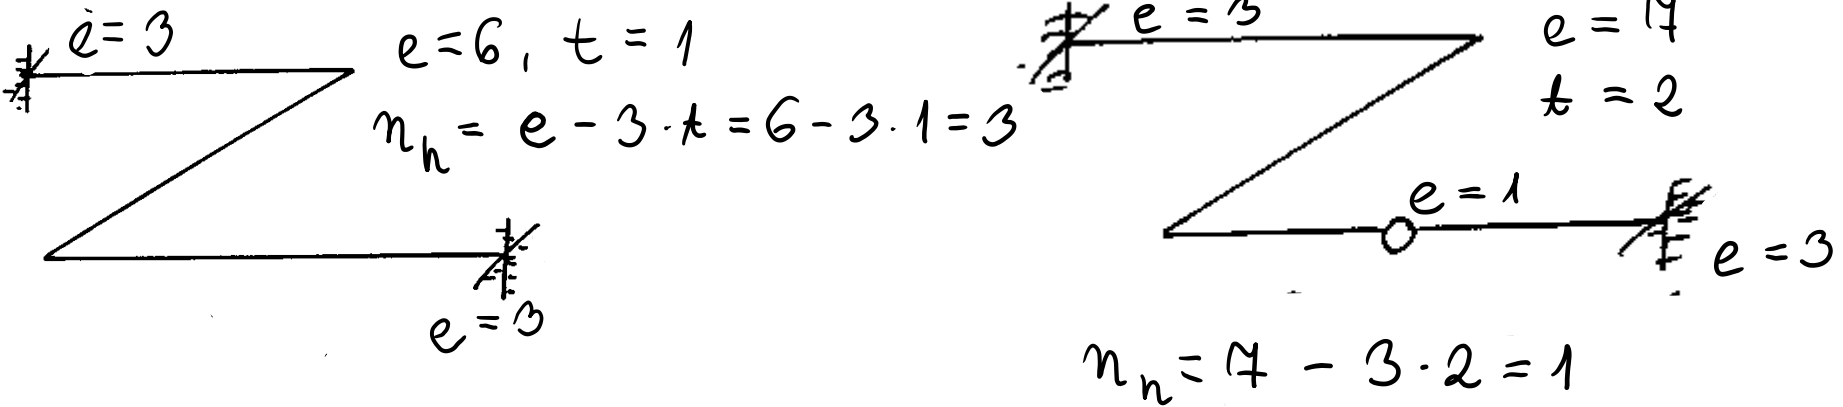 e = 3
e = 6, t = 1
n_h = e - 3 · t = 6 - 3 · 1 = 3
e = 3
e = 3
e = 7
t = 2
e = 1
e = 3
n_h = 7 - 3 · 2 = 1